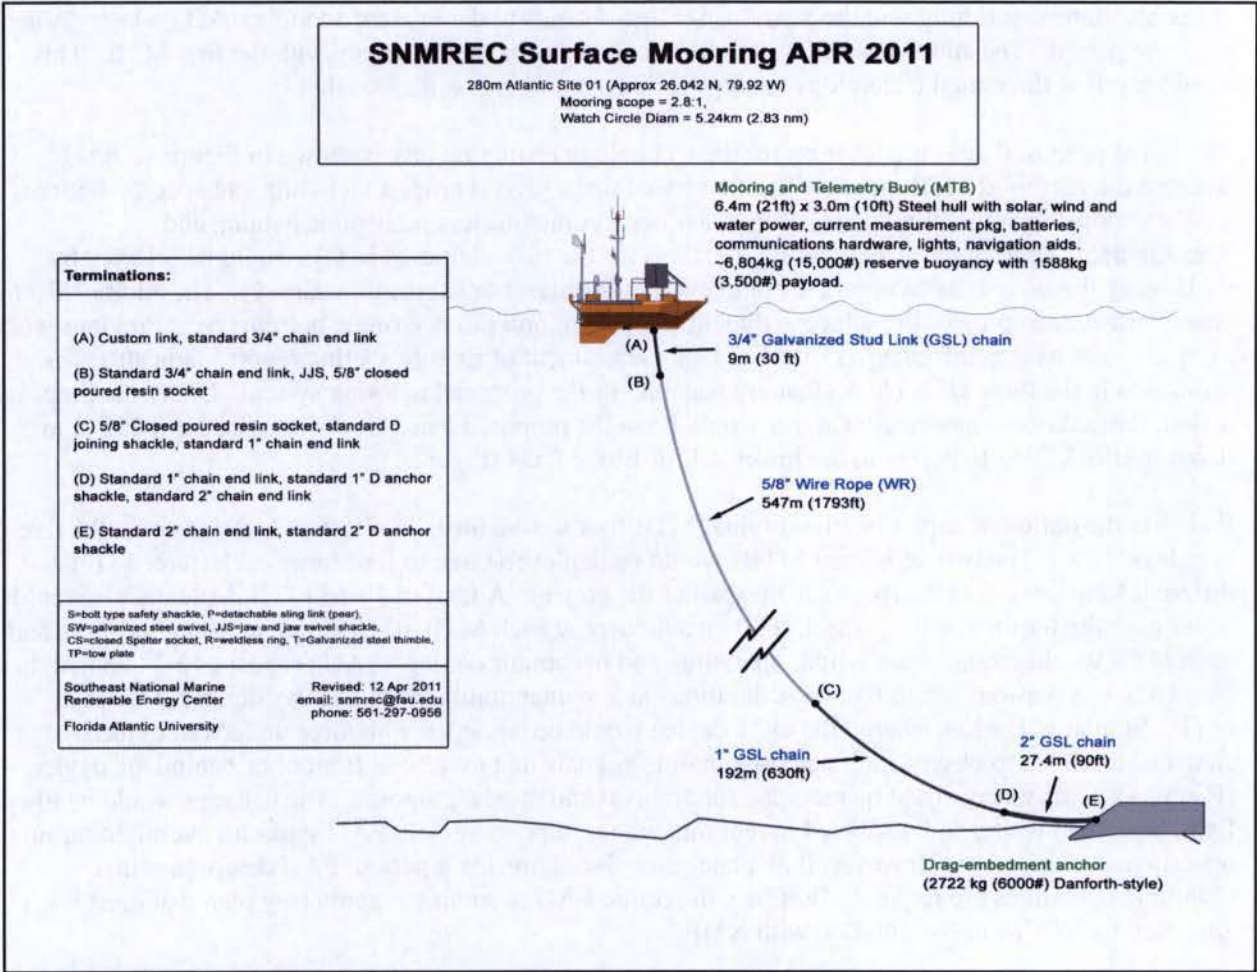 SNMREC Surface Mooring APR 2011
280m Atlantic Site 01 (Approx 26.042 N, 79.92 W)
Mooring scope = 2.8:1,
Watch Circle Diam = 5.24km (2.83 nm)
Mooring and Telemetry Buoy (MTB)
6.4m (21ft) x 3.0m (10ft) Steel hull with solar, wind and
water power, current measurement pkg, batteries,
communications hardware, lights, navigation aids.
~6,804kg (15,000#) reserve buoyancy with 1588kg
(3,500#) payload.
Terminations:
(A) Custom link, standard 3/4" chain end link
(B) Standard 3/4" chain end link, JJS, 5/8" closed
poured resin socket
(C) 5/8" Closed poured resin socket, standard D
joining shackle, standard 1" chain end link
(D) Standard 1" chain end link, standard 1" D anchor
shackle, standard 2" chain end link
(E) Standard 2" chain end link, standard 2" D anchor
shackle
S=bolt type safety shackle, P=detachable sling link (pear),
SW=galvanized steel swivel, JJS=jaw and jaw swivel shackle,
CS=closed Spelter socket, R=weldless ring, T=Galvanized steel thimble,
TP=tow plate
Southeast National Marine
Renewable Energy Center
Florida Atlantic University
Revised: 12 Apr 2011
email: snmrec@fau.edu
phone: 561-297-0956
(A)
3/4" Galvanized Stud Link (GSL) chain
9m (30 ft)
(B)
5/8" Wire Rope (WR)
547m (1793ft)
(C)
1" GSL chain
192m (630ft)
2" GSL chain
27.4m (90ft)
(D)
(E)
Drag-embedment anchor
(2722 kg (6000#) Danforth-style)